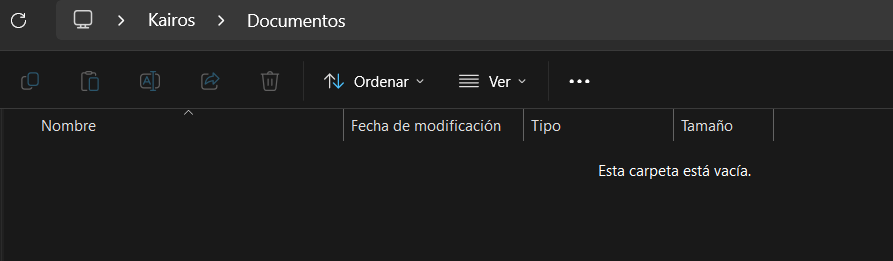 Kairos > Documentos
Ordenar Ver
Nombre Fecha de modificación Tipo Tamaño
Esta carpeta está vacía.